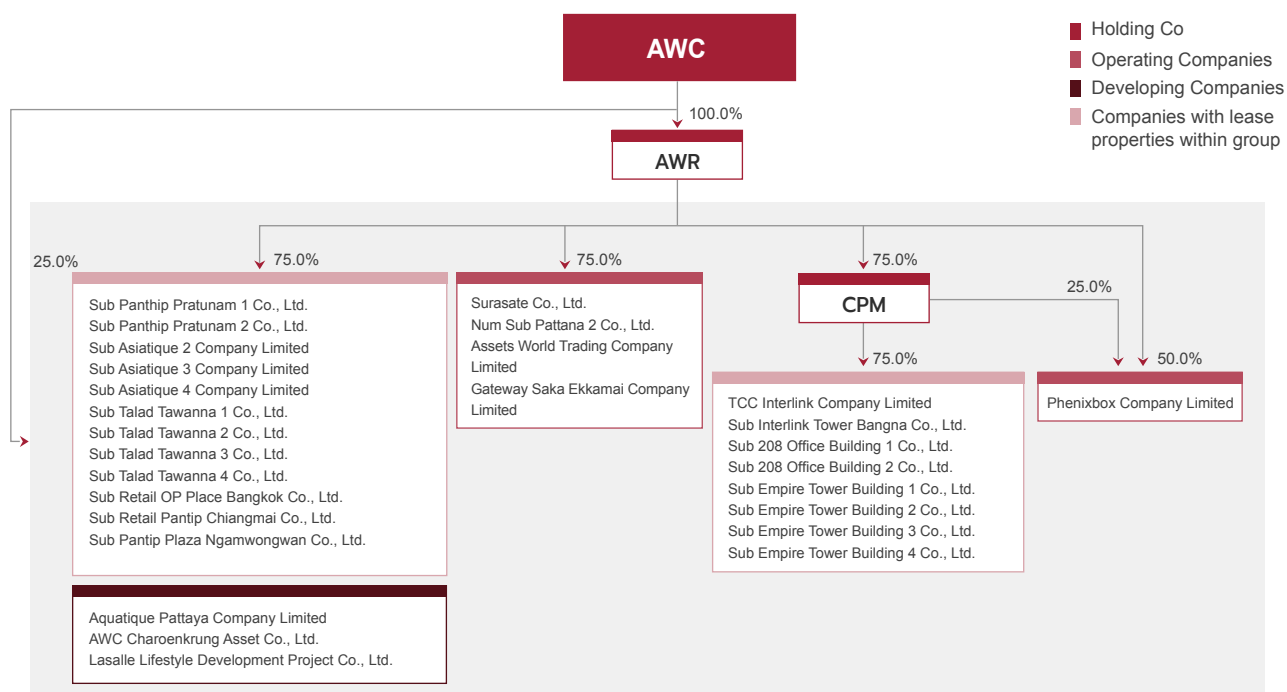 AWC
Holding Co
Operating Companies
Developing Companies
Companies with lease
properties within group
100.0%
AWR
25.0%
75.0%
75.0%
75.0%
Sub Panthip Pratunam 1 Co., Ltd.
Sub Panthip Pratunam 2 Co., Ltd.
Sub Asiatique 2 Company Limited
Sub Asiatique 3 Company Limited
Sub Asiatique 4 Company Limited
Sub Talad Tawanna 1 Co., Ltd.
Sub Talad Tawanna 2 Co., Ltd.
Sub Talad Tawanna 3 Co., Ltd.
Sub Talad Tawanna 4 Co., Ltd.
Sub Retail OP Place Bangkok Co., Ltd.
Sub Retail Pantip Chiangmai Co., Ltd.
Sub Pantip Plaza Ngamwongwan Co., Ltd.
Aquatique Pattaya Company Limited
AWC Charoenkrung Asset Co., Ltd.
Lasalle Lifestyle Development Project Co., Ltd.
Surasate Co., Ltd.
Num Sub Pattana 2 Co., Ltd.
Assets World Trading Company
Limited
Gateway Saka Ekkamai Company
Limited
CPM
25.0%
75.0%
50.0%
TCC Interlink Company Limited
Sub Interlink Tower Bangna Co., Ltd.
Sub 208 Office Building 1 Co., Ltd.
Sub 208 Office Building 2 Co., Ltd.
Sub Empire Tower Building 1 Co., Ltd.
Sub Empire Tower Building 2 Co., Ltd.
Sub Empire Tower Building 3 Co., Ltd.
Sub Empire Tower Building 4 Co., Ltd.
Phenixbox Company Limited